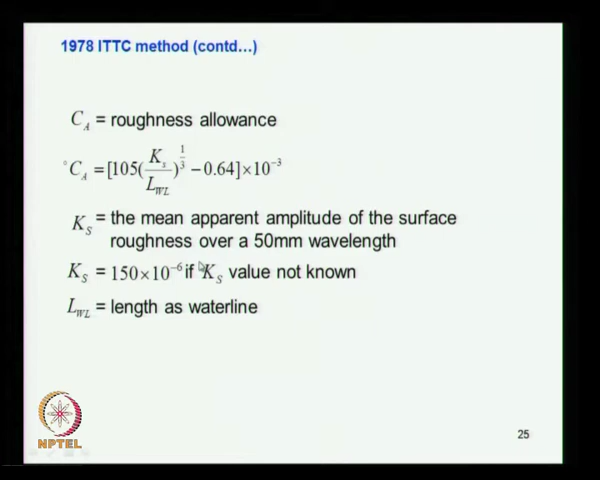 1978 ITTC method (contd...)
C_A = roughness allowance
°C_A = [105(K_s/L_WL)^(1/3) − 0.64]×10^−3
K_S = the mean apparent amplitude of the surface
roughness over a 50mm wavelength
K_S = 150×10^−6 if K_S value not known
L_WL = length as waterline
NPTEL
25